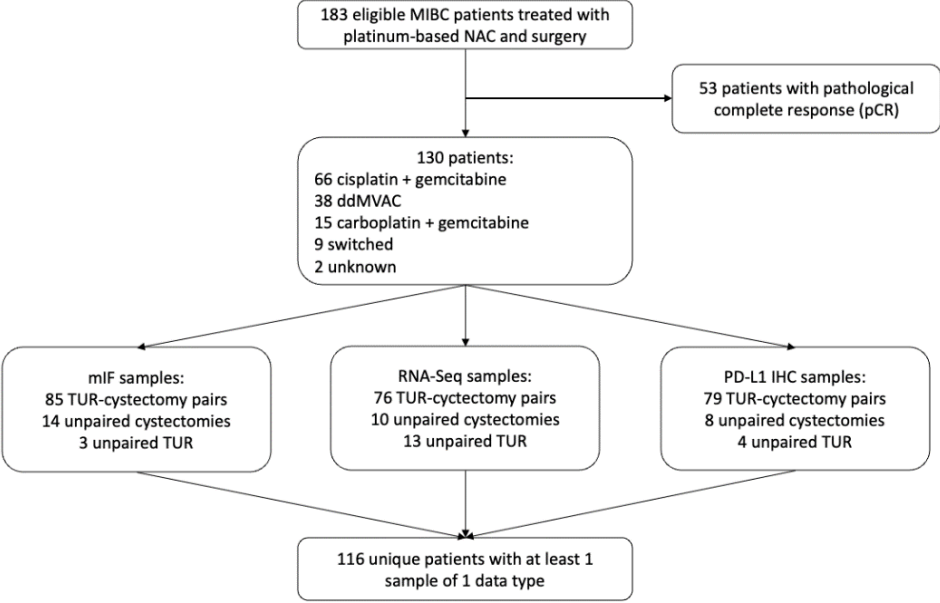 183 eligible MIBC patients treated with
platinum-based NAC and surgery
53 patients with pathological
complete response (pCR)
130 patients:
66 cisplatin + gemcitabine
38 ddMVAC
15 carboplatin + gemcitabine
9 switched
2 unknown
mIF samples:
85 TUR-cystectomy pairs
14 unpaired cystectomies
3 unpaired TUR
RNA-Seq samples:
76 TUR-cyctectomy pairs
10 unpaired cystectomies
13 unpaired TUR
PD-L1 IHC samples:
79 TUR-cyctectomy pairs
8 unpaired cystectomies
4 unpaired TUR
116 unique patients with at least 1
sample of 1 data type